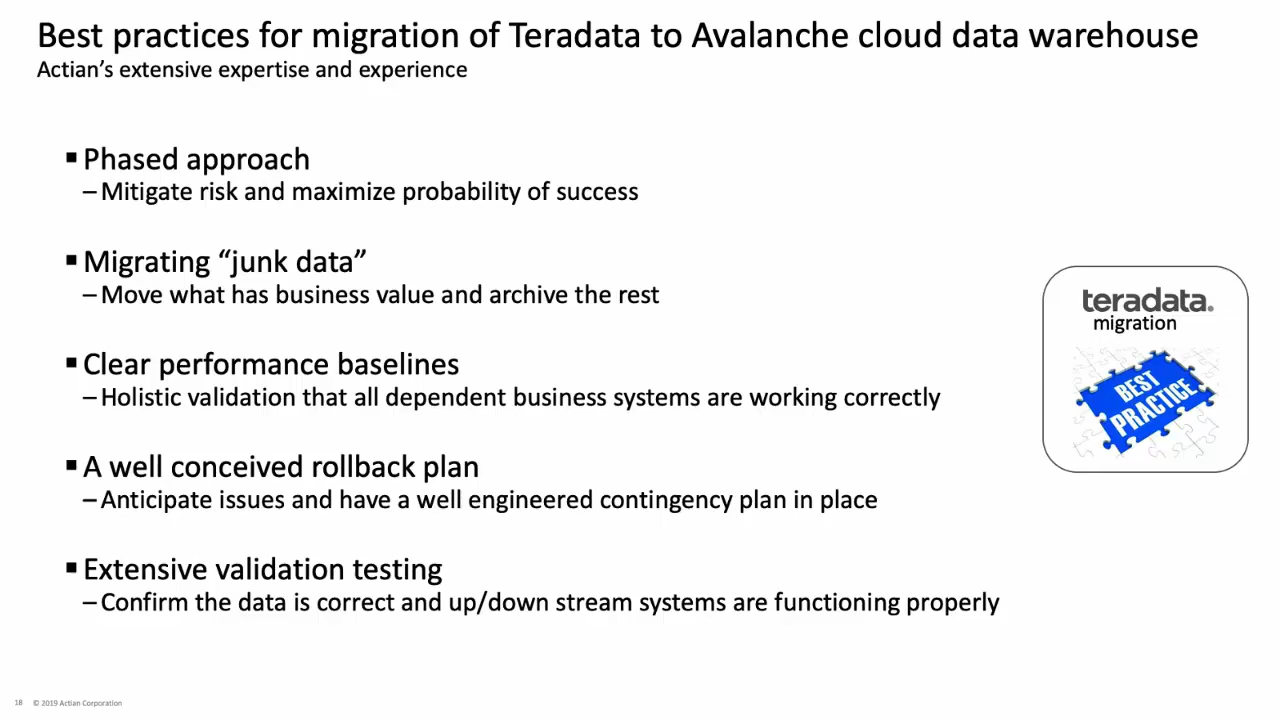 Best practices for migration of Teradata to Avalanche cloud data warehouse
Actian’s extensive expertise and experience
▪ Phased approach
– Mitigate risk and maximize probability of success
▪ Migrating “junk data”
– Move what has business value and archive the rest
▪ Clear performance baselines
– Holistic validation that all dependent business systems are working correctly
▪ A well conceived rollback plan
– Anticipate issues and have a well engineered contingency plan in place
▪ Extensive validation testing
– Confirm the data is correct and up/down stream systems are functioning properly
teradata.
migration
BEST
PRACTICE
18 © 2019 Actian Corporation